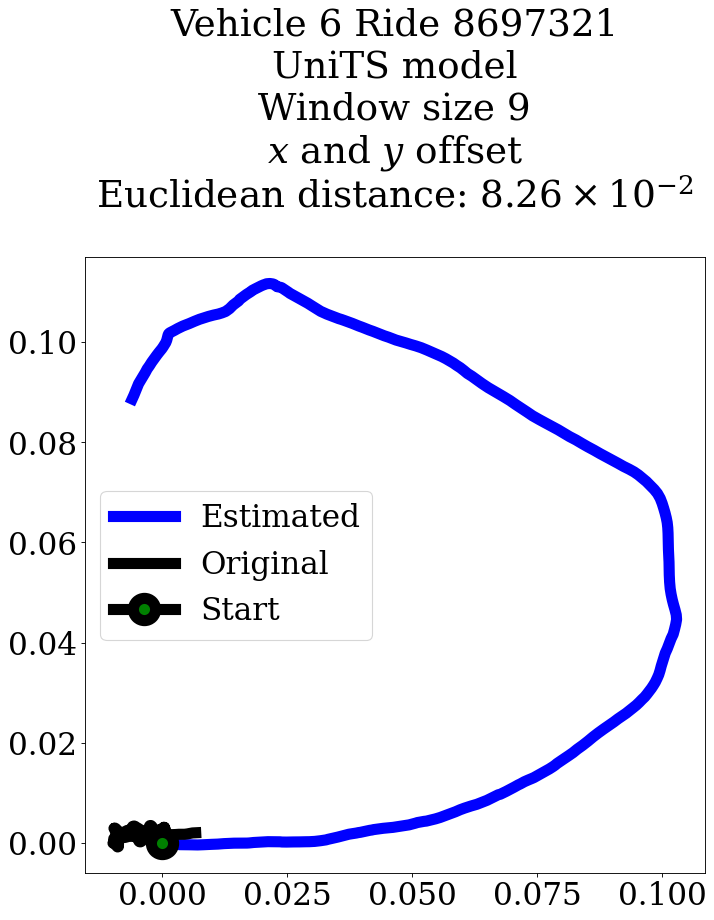 Vehicle 6 Ride 8697321
UniTS model
Window size 9
x and y offset
Euclidean distance: 8.26 × 10⁻²
0.10
0.08
0.06
0.04
0.02
0.00
Estimated
Original
Start
0.000 0.025 0.050 0.075 0.100